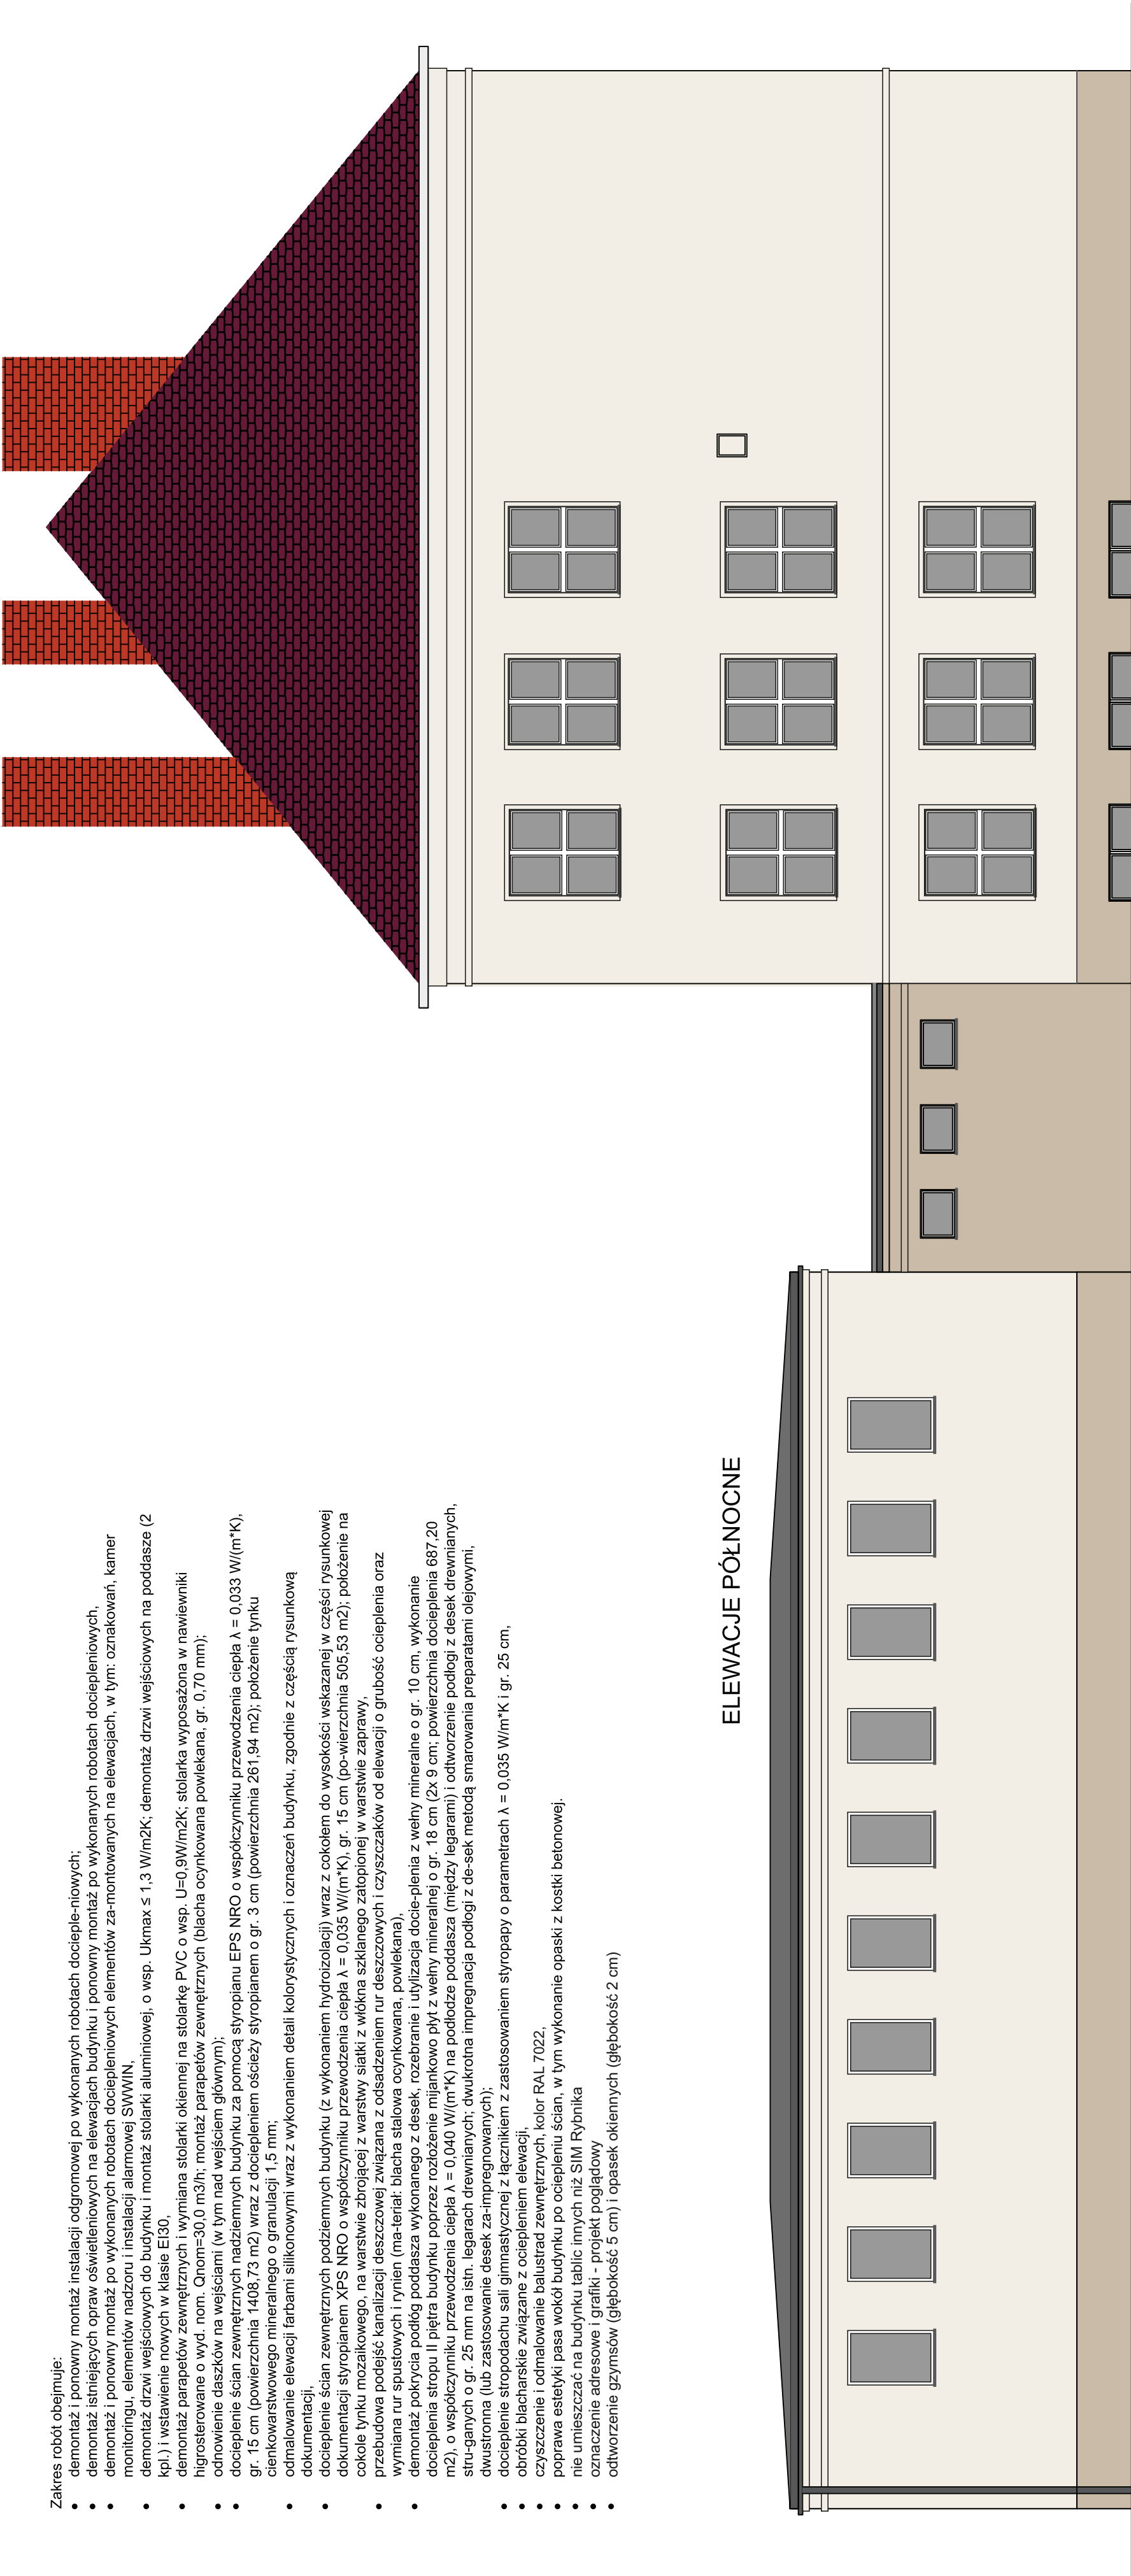 Zakres robót obejmuje:
• demontaż i ponowny montaż instalacji odgromowej po wykonanych robotach docieple-niowych;
• demontaż istniejących opraw oświetleniowych na elewacjach budynku i ponowny montaż po wykonanych robotach dociepleniowych,
• demontaż i ponowny montaż po wykonanych robotach dociepleniowych elementów za-montowanych na elewacjach, w tym: oznakowań, kamer
monitoringu, elementów nadzoru i instalacji alarmowej SWWIN,
• demontaż drzwi wejściowych do budynku i montaż stolarki aluminiowej, o wsp. Ukmax ≤ 1,3 W/m2K; demontaż drzwi wejściowych na poddasze (2
kpl.) i wstawienie nowych w klasie EI30,
• demontaż parapetów zewnętrznych i wymiana stolarki okiennej na stolarkę PVC o wsp. U=0,9W/m2K; stolarka wyposażona w nawiewniki
higrosterowane o wyd. nom. Qnom=30,0 m3/h; montaż parapetów zewnętrznych (blacha ocynkowana powlekana, gr. 0,70 mm);
• odnowienie daszków na wejściami (w tym nad wejściem głównym);
• docieplenie ścian zewnętrznych nadziemnych budynku za pomocą styropianu EPS NRO o współczynniku przewodzenia ciepła λ = 0,033 W/(m*K),
gr. 15 cm (powierzchnia 1408,73 m2) wraz z dociepleniem ościeży styropianem o gr. 3 cm (powierzchnia 261,94 m2); położenie tynku
cienkowarstwowego mineralnego o granulacji 1,5 mm;
• odmalowanie elewacji farbami silikonowymi wraz z wykonaniem detali kolorystycznych i oznaczeń budynku, zgodnie z częścią rysunkową
dokumentacji,
• docieplenie ścian zewnętrznych podziemnych budynku (z wykonaniem hydroizolacji) wraz z cokołem do wysokości wskazanej w części rysunkowej
dokumentacji styropianem XPS NRO o współczynniku przewodzenia ciepła λ = 0,035 W/(m*K), gr. 15 cm (po-wierzchnia 505,53 m2); położenie na
cokole tynku mozaikowego, na warstwie zbrojącej z warstwy siatki z włókna szklanego zatopionej w warstwie zaprawy,
• przebudowa podejść kanalizacji deszczowej związana z odsadzeniem rur deszczowych i czyszczaków od elewacji o grubość ocieplenia oraz
wymiana rur spustowych i rynien (ma-teriał: blacha stalowa ocynkowana, powlekana),
• demontaż pokrycia podłóg poddasza wykonanego z desek, rozebranie i utylizacja docie-plenia z wełny mineralne o gr. 10 cm, wykonanie
docieplenia stropu II piętra budynku poprzez rozłożenie mijankowo płyt z wełny mineralnej o gr. 18 cm (2x 9 cm; powierzchnia docieplenia 687,20
m2), o współczynniku przewodzenia ciepła λ = 0,040 W/(m*K) na podłodze poddasza (między legarami) i odtworzenie podłogi z desek drewnianych,
stru-ganych o gr. 25 mm na istn. legarach drewnianych; dwukrotna impregnacja podłogi z de-sek metodą smarowania preparatami olejowymi,
dwustronna (lub zastosowanie desek za-impregnowanych);
• docieplenie stropodachu sali gimnastycznej z łącznikiem z zastosowaniem styropapy o parametrach λ = 0,035 W/m*K i gr. 25 cm,
• obróbki blacharskie związane z ociepleniem elewacji,
• czyszczenie i odmalowanie balustrad zewnętrznych, kolor RAL 7022,
• poprawa estetyki pasa wokół budynku po ociepleniu ścian, w tym wykonanie opaski z kostki betonowej.
• nie umieszczać na budynku tablic innych niż SIM Rybnika
• oznaczenie adresowe i grafiki - projekt poglądowy
• odtworzenie gzymsów (głębokość 5 cm) i opasek okiennych (głębokość 2 cm)
ELEWACJE PÓŁNOCNE